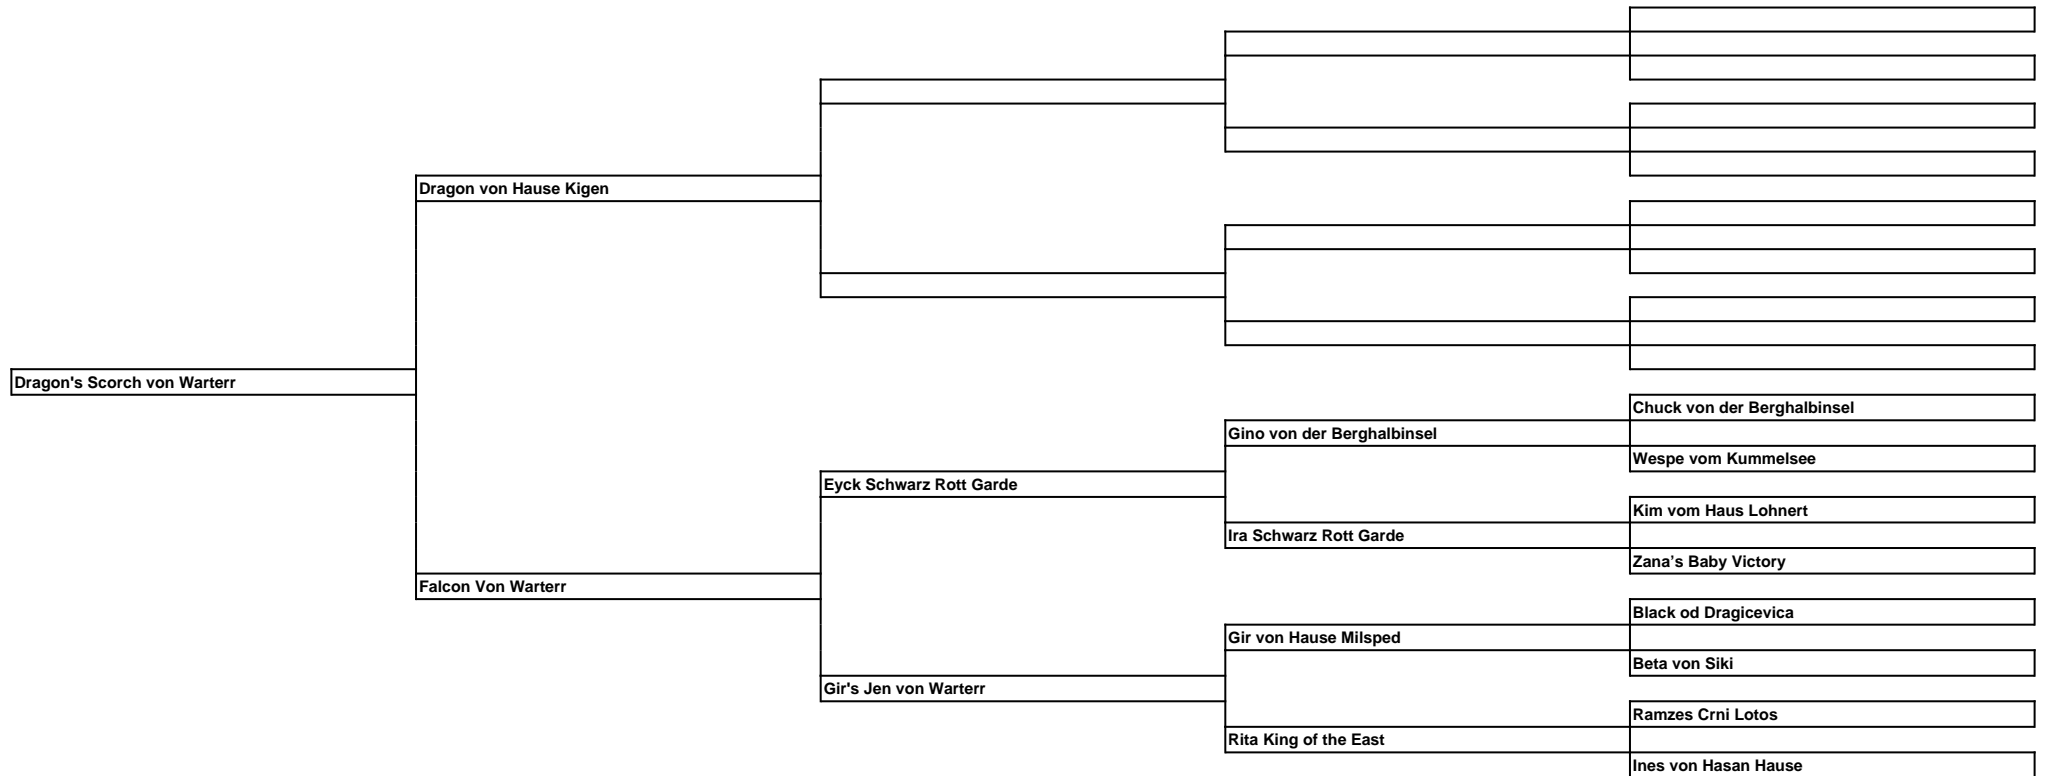 Dragon von Hause Kigen
Dragon's Scorch von Warterr
Chuck von der Berghalbinsel
Gino von der Berghalbinsel
Wespe vom Kummelsee
Eyck Schwarz Rott Garde
Kim vom Haus Lohnert
Ira Schwarz Rott Garde
Zana’s Baby Victory
Falcon Von Warterr
Black od Dragicevica
Gir von Hause Milsped
Beta von Siki
Gir's Jen von Warterr
Ramzes Crni Lotos
Rita King of the East
Ines von Hasan Hause